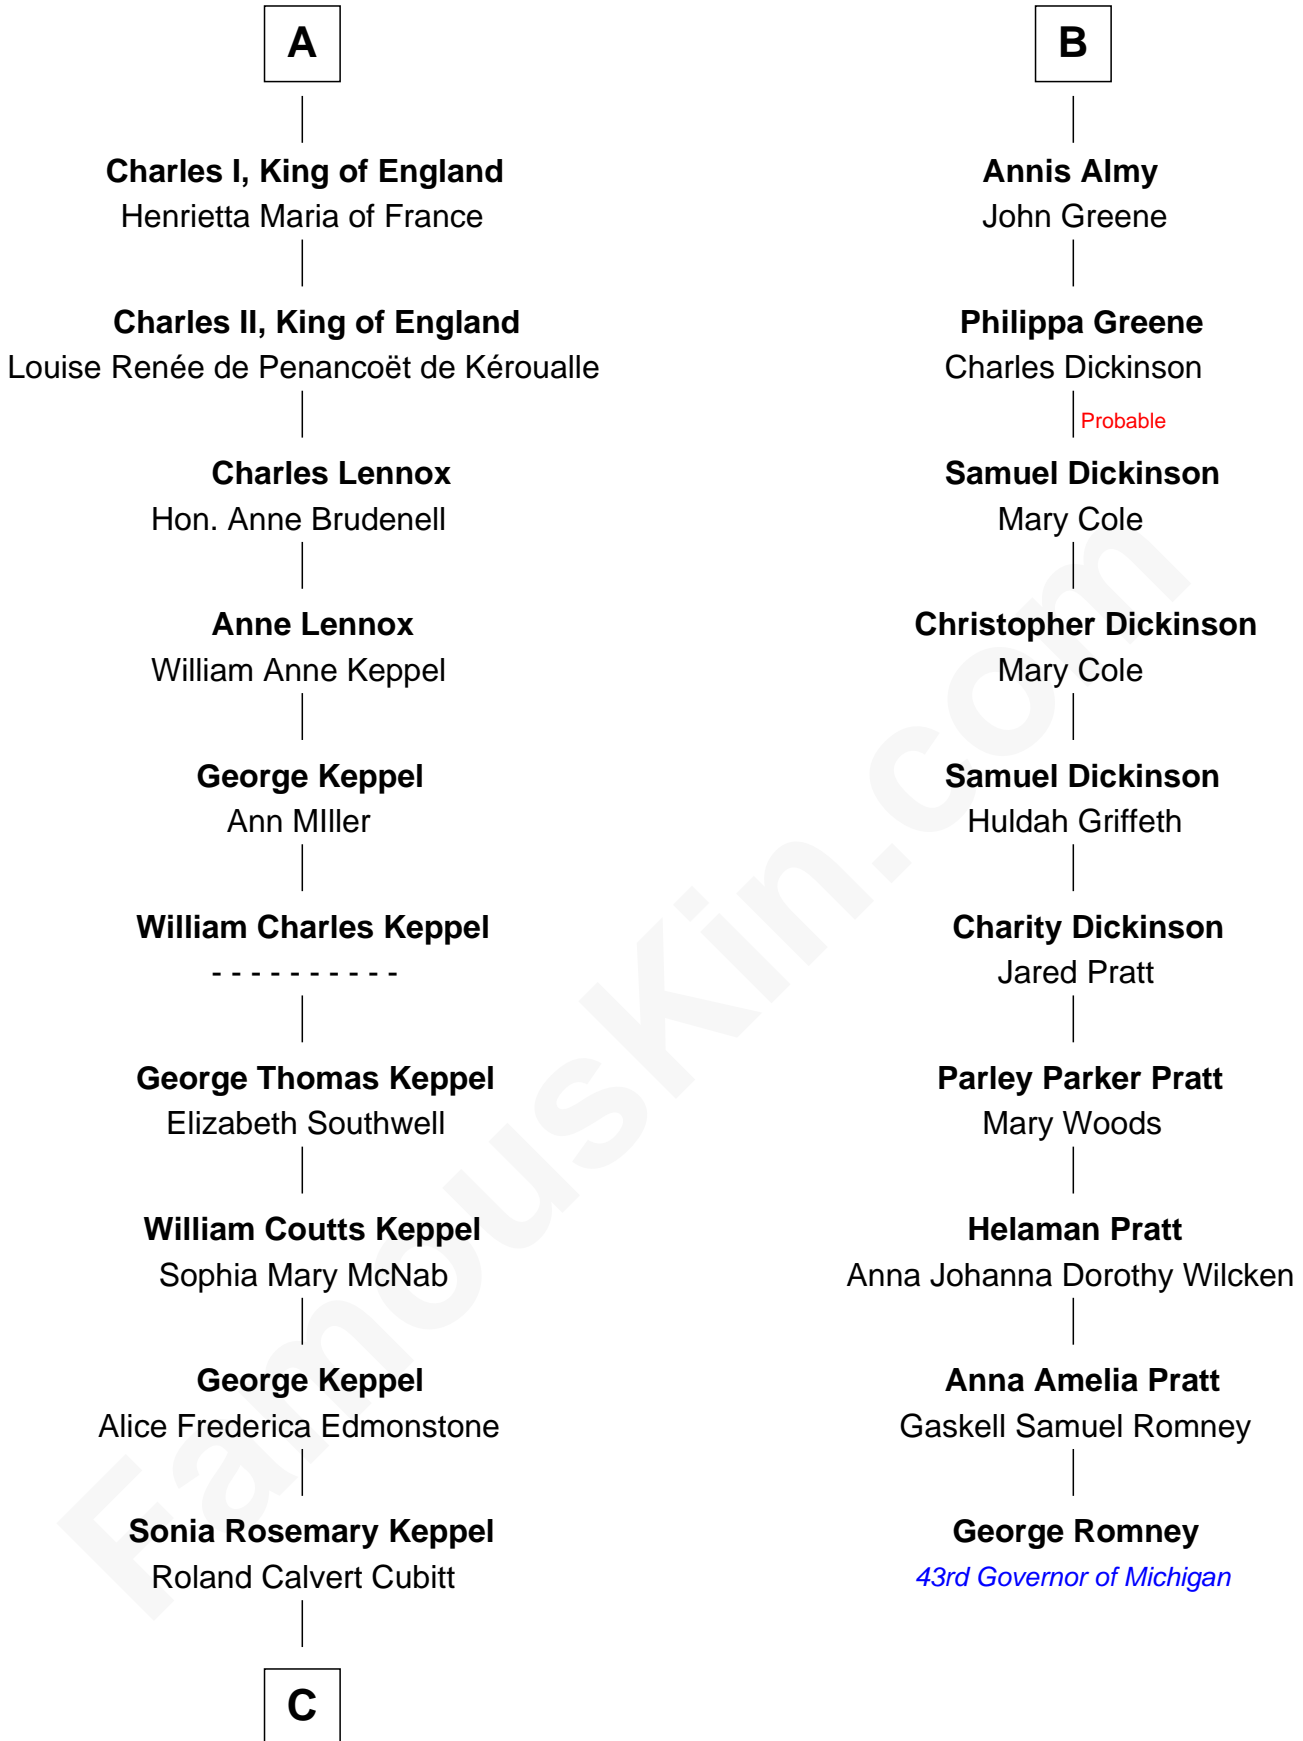 A
Charles I, King of England
Henrietta Maria of France
Charles II, King of England
Louise Renée de Penancoët de Kéroualle
Charles Lennox
Hon. Anne Brudenell
Anne Lennox
William Anne Keppel
George Keppel
Ann MIller
William Charles Keppel
- - - - - - - - - -
George Thomas Keppel
Elizabeth Southwell
William Coutts Keppel
Sophia Mary McNab
George Keppel
Alice Frederica Edmonstone
Sonia Rosemary Keppel
Roland Calvert Cubitt
C
B
Annis Almy
John Greene
Philippa Greene
Charles Dickinson
Probable
Samuel Dickinson
Mary Cole
Christopher Dickinson
Mary Cole
Samuel Dickinson
Huldah Griffeth
Charity Dickinson
Jared Pratt
Parley Parker Pratt
Mary Woods
Helaman Pratt
Anna Johanna Dorothy Wilcken
Anna Amelia Pratt
Gaskell Samuel Romney
George Romney
43rd Governor of Michigan
FamousKin.com